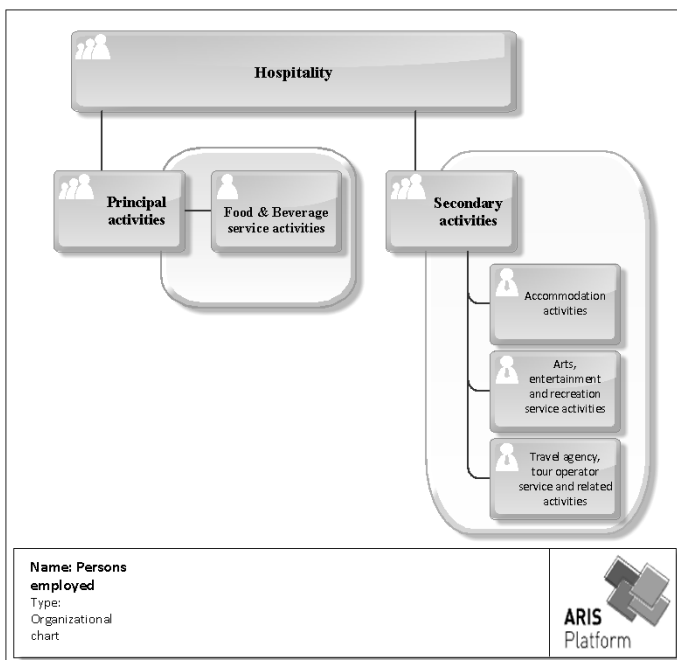 Hospitality
Principal
activities
Food & Beverage
service activities
Secondary
activities
Accommodation
activities
Arts,
entertainment
and recreation
service activities
Travel agency,
tour operator
service and related
activities
Name: Persons
employed
Type:
Organizational
chart
ARIS
Platform